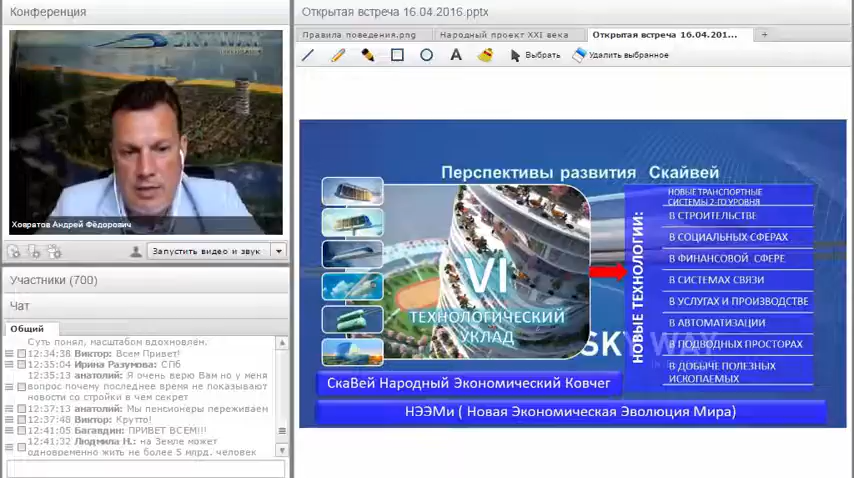 Конференция
SKYWAY
Ховратов Андрей Фёдорович
Запустить видео и звук
Участники (700)
Чат
Общий
Суть понял, масштабом вдохновлён.
12:34:38 Виктор: Всем Привет!
12:35:04 Ирина Разумова: СПб
12:35:13 анатолий: Я очень верю Вам но у меня
вопрос почему последнее время не показывают
новости со стройки в чем секрет
12:37:13 анатолий: Мы пенсионеры переживаем
12:37:48 Виктор: Крутто!
12:41:05 Багавдин: ПРИВЕТ ВСЕМ!!!
12:41:32 Людмила Н.: на Земле может
одновременно жить не более 5 млрд. человек
Открытая встреча 16.04.2016.pptx
Правила поведения.png
Народный проект XXI века
Открытая встреча 16.04.201...
+
A
Выбрать
Удалить выбранное
Перспективы развития Скайвей
VI
ТЕХНОЛОГИЧЕСКИЙ
УКЛАД
НОВЫЕ ТЕХНОЛОГИИ:
НОВЫЕ ТРАНСПОРТНЫЕ
СИСТЕМЫ 2-ГО УРОВНЯ
В СТРОИТЕЛЬСТВЕ
В СОЦИАЛЬНЫХ СФЕРАХ
В ФИНАНСОВОЙ СФЕРЕ
В СИСТЕМАХ СВЯЗИ
В УСЛУГАХ И ПРОИЗВОДСТВЕ
В АВТОМАТИЗАЦИИ
В ПОДВОДНЫХ ПРОСТОРАХ
В ДОБЫЧЕ ПОЛЕЗНЫХ
ИСКОПАЕМЫХ
SKY WAY
СкаВей Народный Экономический Ковчег
НЭЭМи ( Новая Экономическая Эволюция Мира)